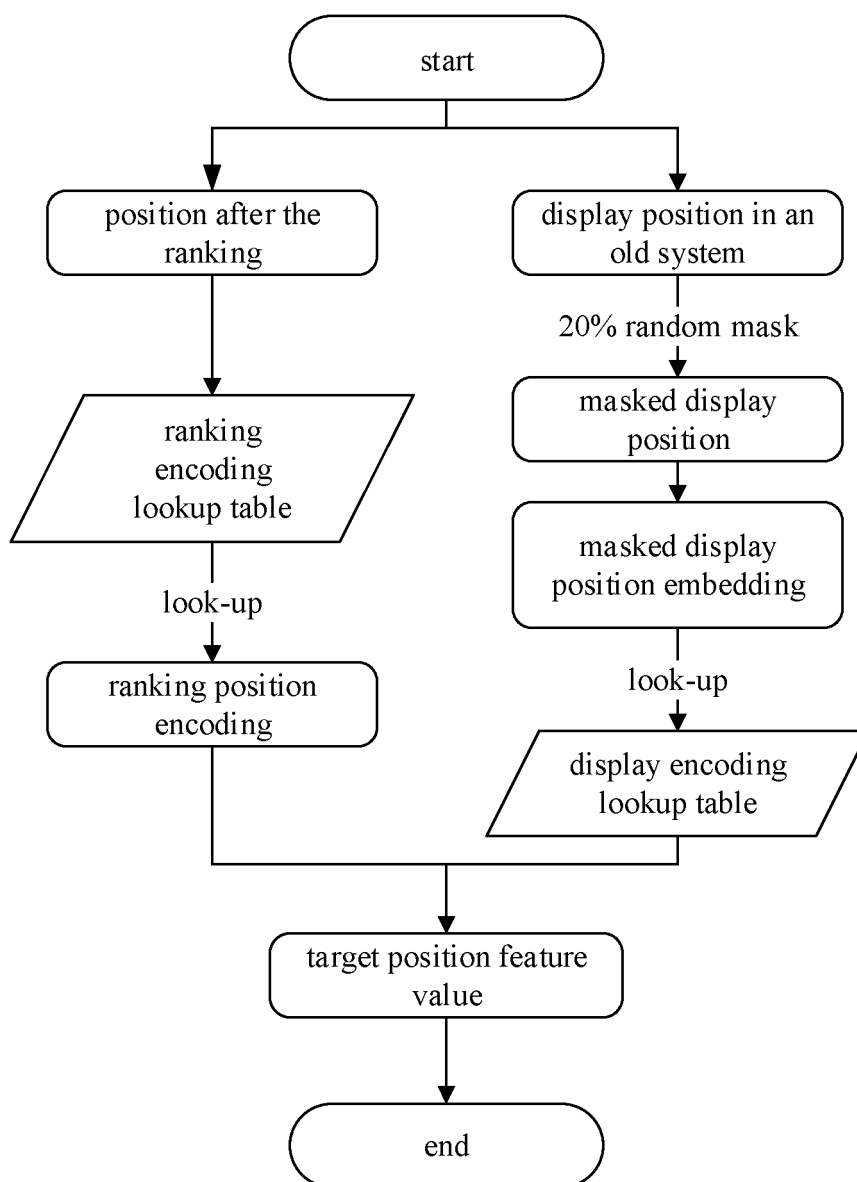 start
position after the
ranking
display position in an
old system
20% random mask
masked display
position
ranking
encoding
lookup table
masked display
position embedding
look-up
ranking position
encoding
look-up
display encoding
lookup table
target position feature
value
end